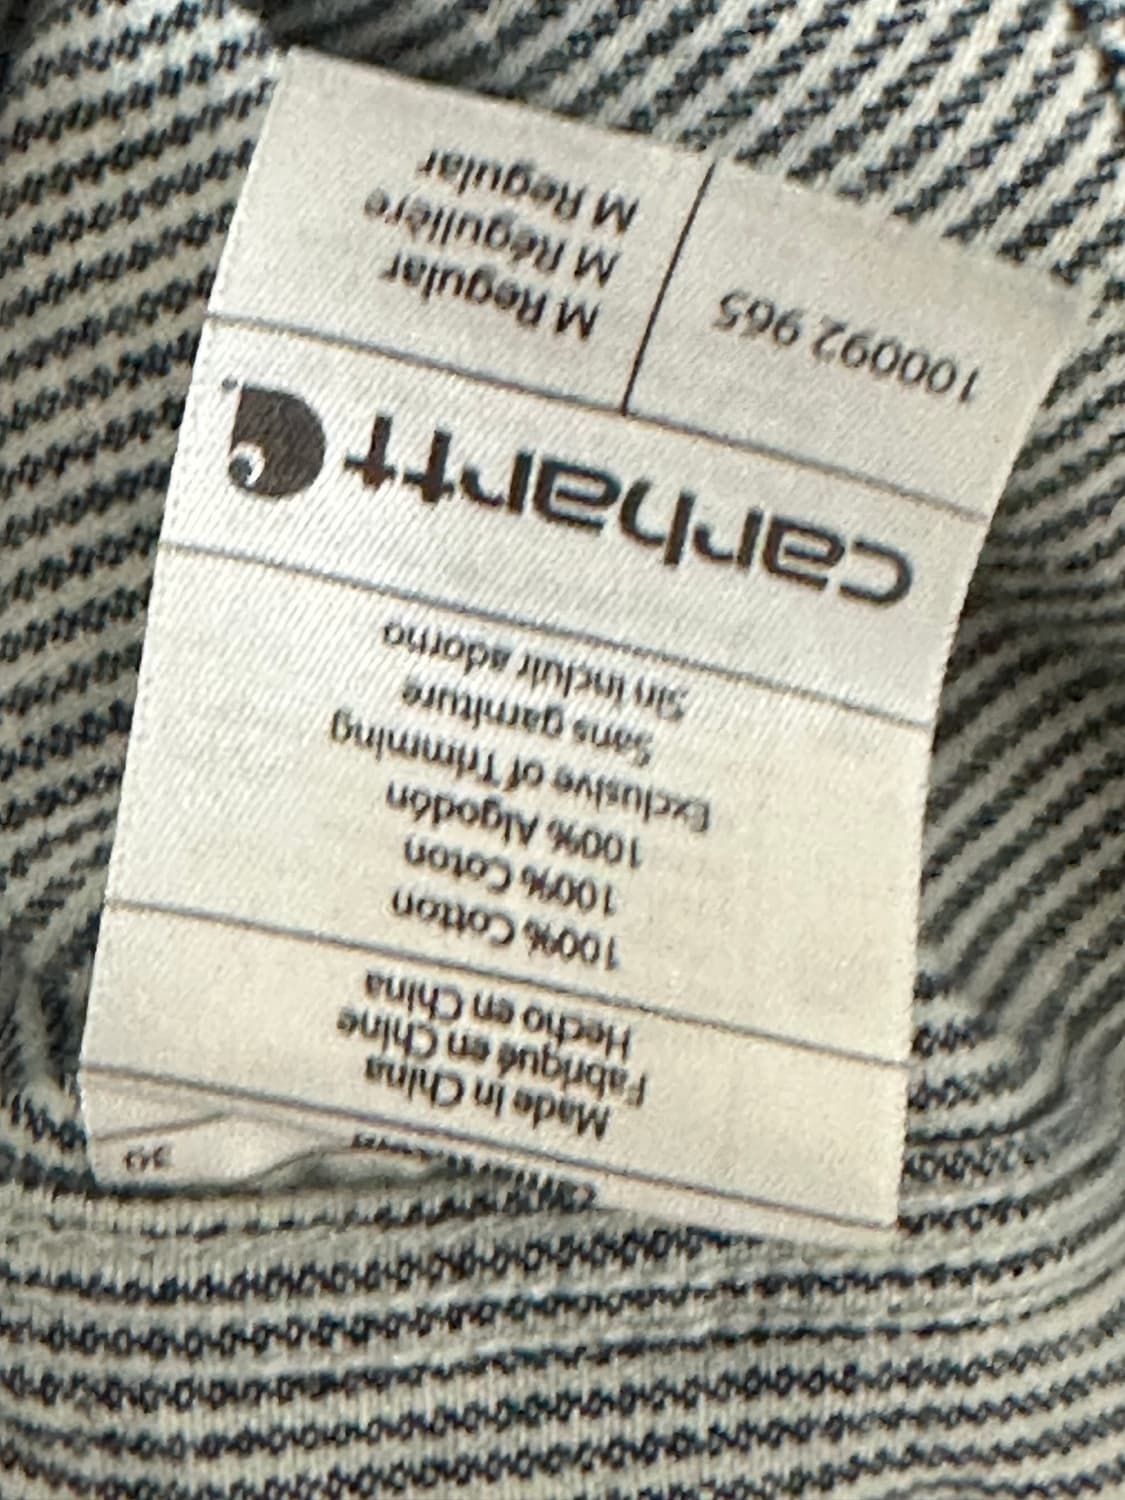 100092 965
M Regular
M Régulière
M Regular
carhartt
Sin incluir adorno
Sans garniture
Exclusive of Trimming
100% Algodón
100% Coton
100% Cotton
Hecho en China
Fabriqué en Chine
Made in China